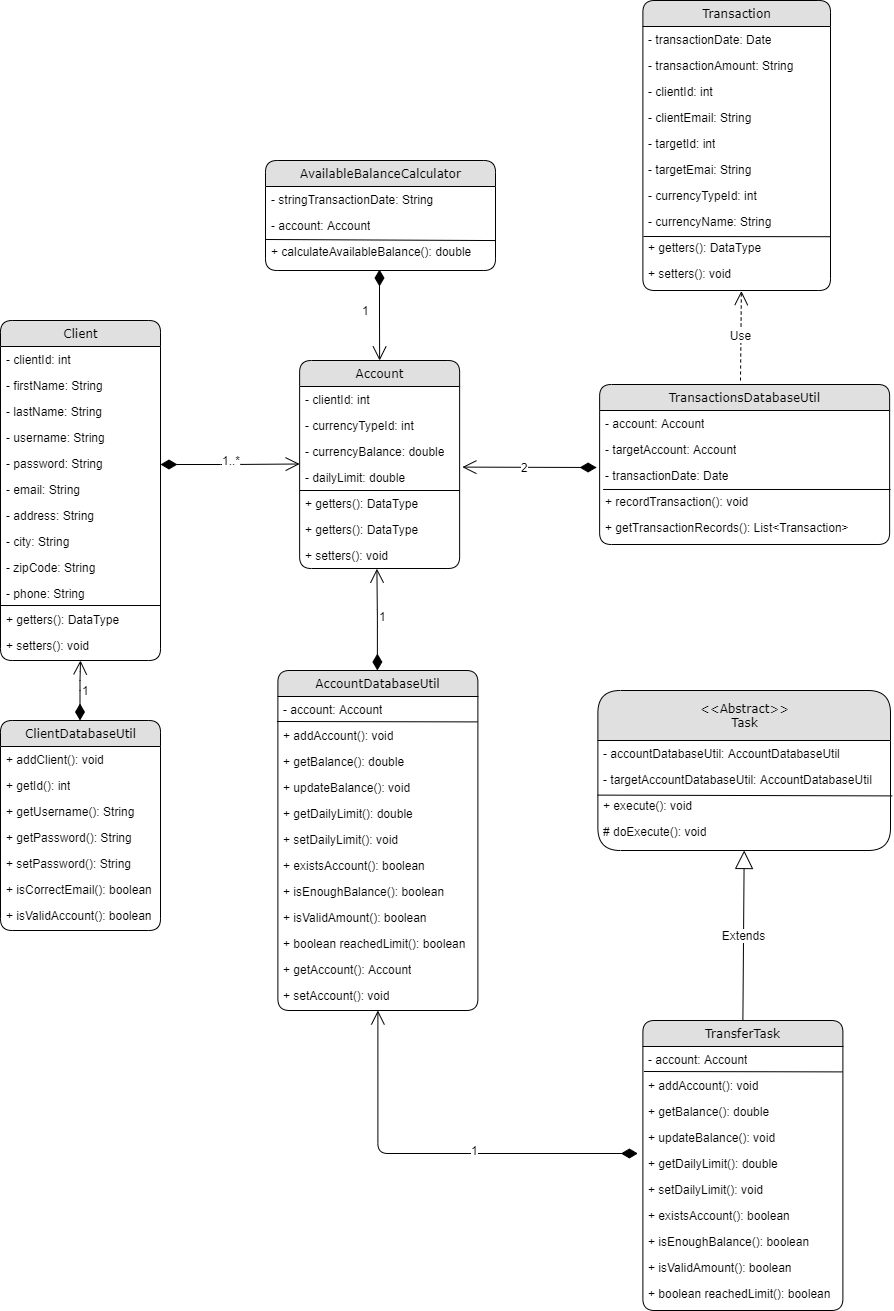 Transaction
- transactionDate: Date
- transactionAmount: String
- clientId: int
- clientEmail: String
- targetId: int
- targetEmai: String
- currencyTypeId: int
- currencyName: String
+ getters(): DataType
+ setters(): void
AvailableBalanceCalculator
- stringTransactionDate: String
- account: Account
+ calculateAvailableBalance(): double
1
Use
Client
- clientId: int
- firstName: String
- lastName: String
- username: String
- password: String
- email: String
- address: String
- city: String
- zipCode: String
- phone: String
+ getters(): DataType
+ setters(): void
1..*
Account
- clientId: int
- currencyTypeId: int
- currencyBalance: double
- dailyLimit: double
+ getters(): DataType
+ getters(): DataType
+ setters(): void
2
TransactionsDatabaseUtil
- account: Account
- targetAccount: Account
- transactionDate: Date
+ recordTransaction(): void
+ getTransactionRecords(): List<Transaction>
1
1
ClientDatabaseUtil
+ addClient(): void
+ getId(): int
+ getUsername(): String
+ getPassword(): String
+ setPassword(): String
+ isCorrectEmail(): boolean
+ isValidAccount(): boolean
AccountDatabaseUtil
- account: Account
+ addAccount(): void
+ getBalance(): double
+ updateBalance(): void
+ getDailyLimit(): double
+ setDailyLimit(): void
+ existsAccount(): boolean
+ isEnoughBalance(): boolean
+ isValidAmount(): boolean
+ boolean reachedLimit(): boolean
+ getAccount(): Account
+ setAccount(): void
<<Abstract>>
Task
- accountDatabaseUtil: AccountDatabaseUtil
- targetAccountDatabaseUtil: AccountDatabaseUtil
+ execute(): void
# doExecute(): void
Extends
1
TransferTask
- account: Account
+ addAccount(): void
+ getBalance(): double
+ updateBalance(): void
+ getDailyLimit(): double
+ setDailyLimit(): void
+ existsAccount(): boolean
+ isEnoughBalance(): boolean
+ isValidAmount(): boolean
+ boolean reachedLimit(): boolean